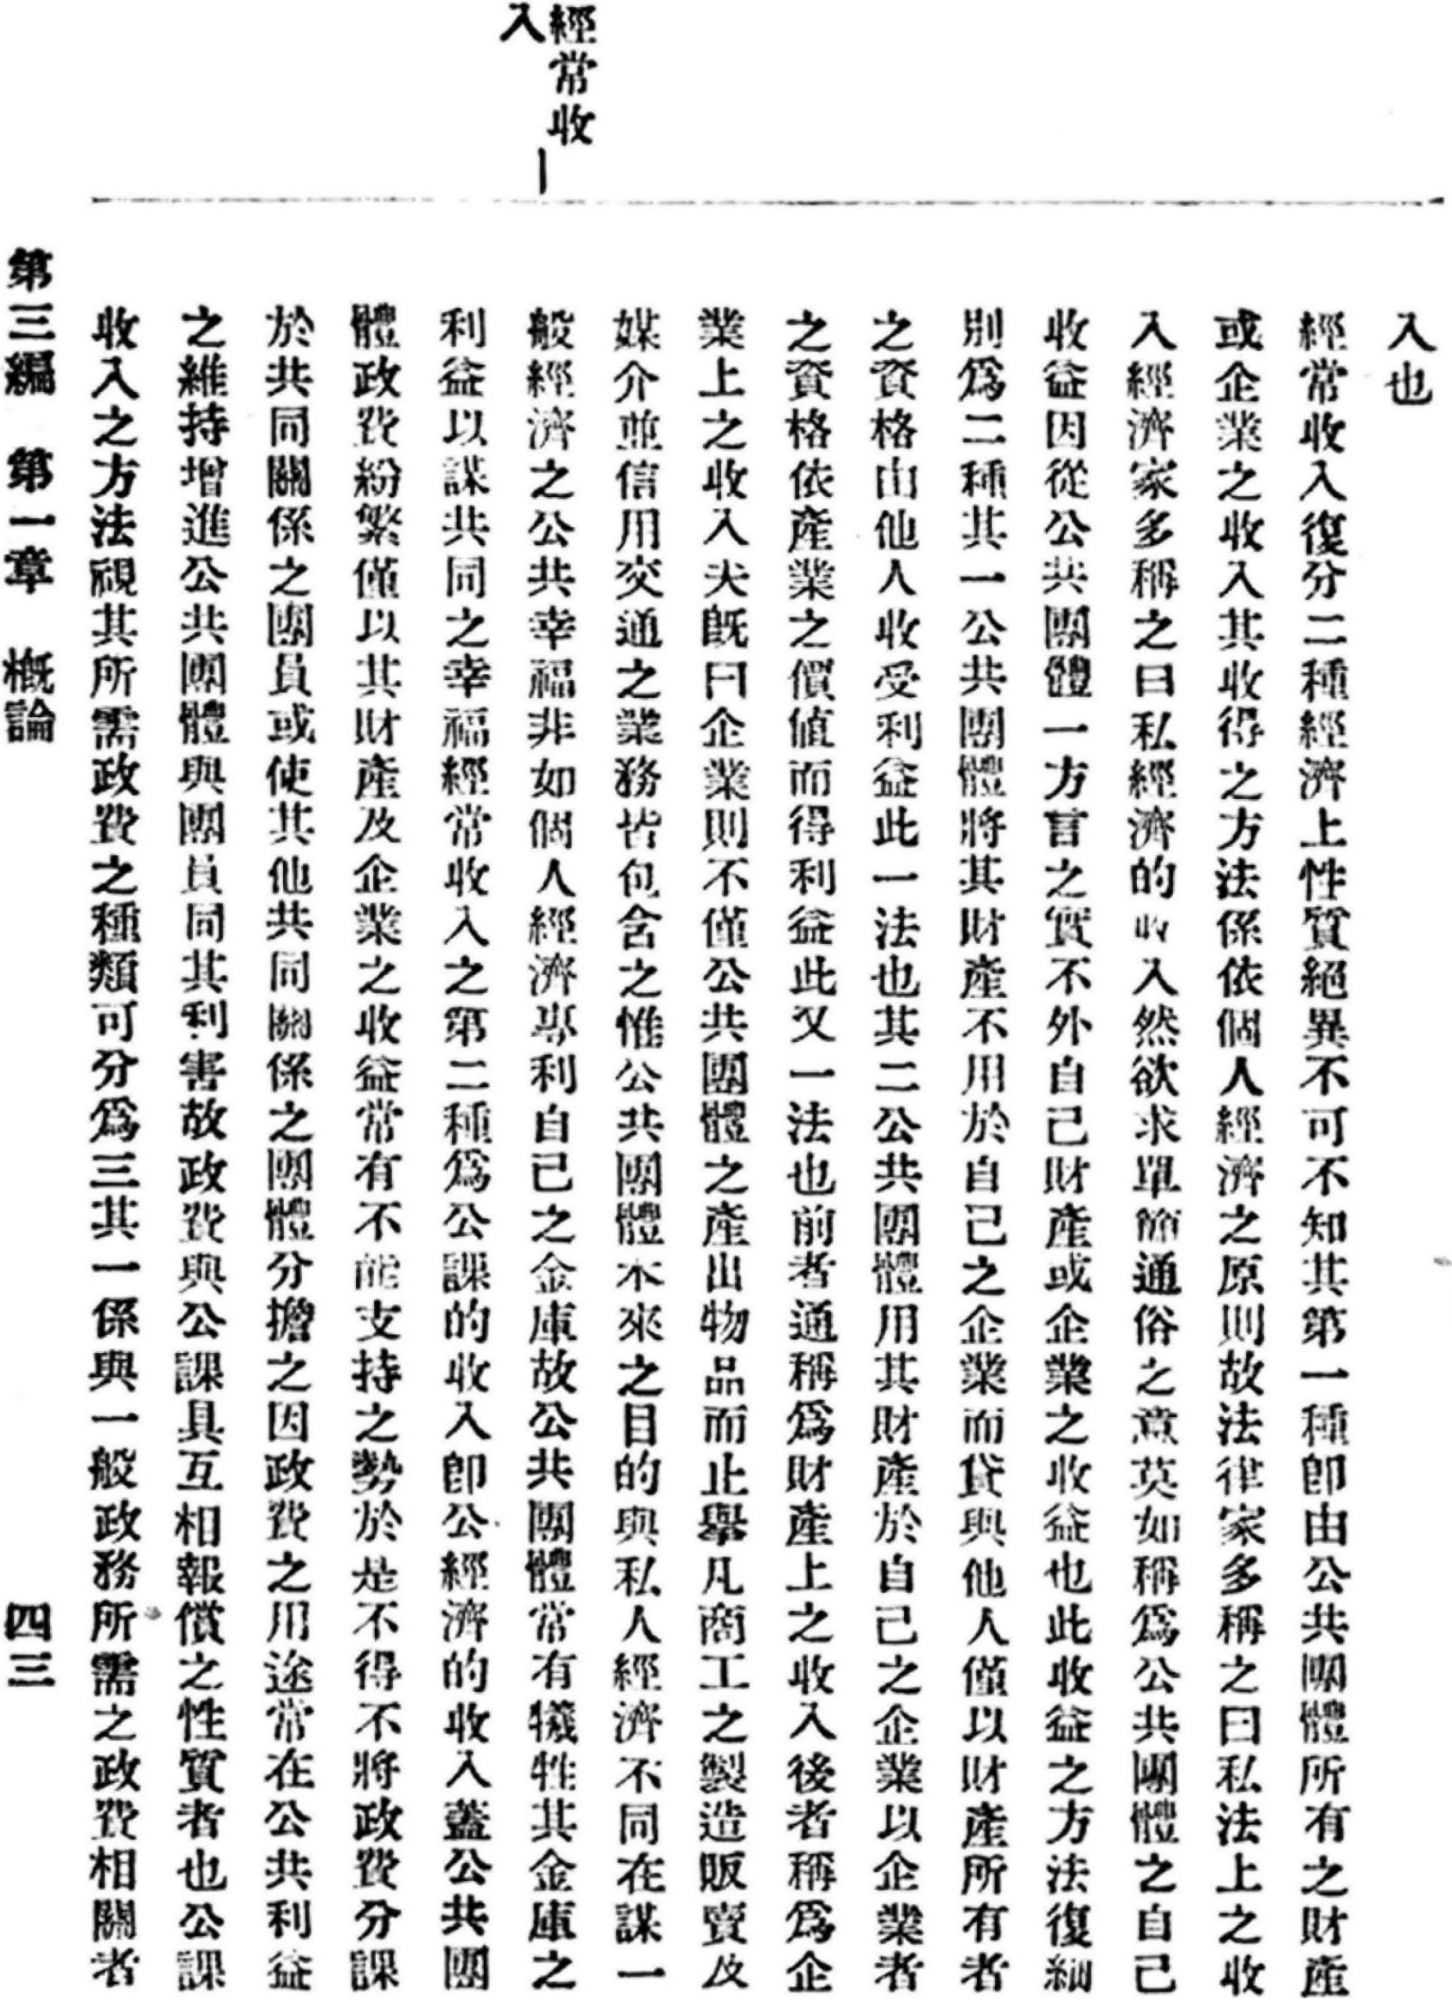 經常收
入
入也
經常收入復分二種經濟上性質絕異不可不知其第一種卽由公共團體所有之財產
或企業之收入其收得之方法係依個人經濟之原則故法律家多稱之曰私法上之收
入經濟家多稱之曰私經濟的收入然欲求單簡通俗之意莫如稱爲公共團體之自己
收益因從公共團體一方言之實不外自己財產或企業之收益也此收益之方法復細
別爲二種其一公共團體將其財產不用於自己之企業而貸與他人僅以財產所有者
之資格由他人收受利益此一法也其二公共團體用其財產於自己之企業以企業者
之資格依產業之價值而得利益此又一法也前者通稱爲財產上之收入後者稱爲企
業上之收入夫旣曰企業則不僅公共團體之產出物品而止舉凡商工之製造販賣及
媒介並信用交通之業務皆包含之惟公共團體本來之目的與私人經濟不同在謀一
般經濟之公共幸福非如個人經濟專利自己之金庫故公共團體常有犧牲其金庫之
利益以謀共同之幸福經常收入之第二種爲公課的收入卽公經濟的收入蓋公共團
體政費紛繁僅以其財產及企業之收益常有不能支持之勢於是不得不將政費分課
於共同關係之團員或使其他共同關係之團體分擔之因政費之用途常在公共利益
之維持增進公共團體與團員同其利害故政費與公課具互相報償之性質者也公課
收入之方法視其所需政費之種類可分爲三其一係與一般政務所需之政費相關者
第三編 第一章 概論 四三